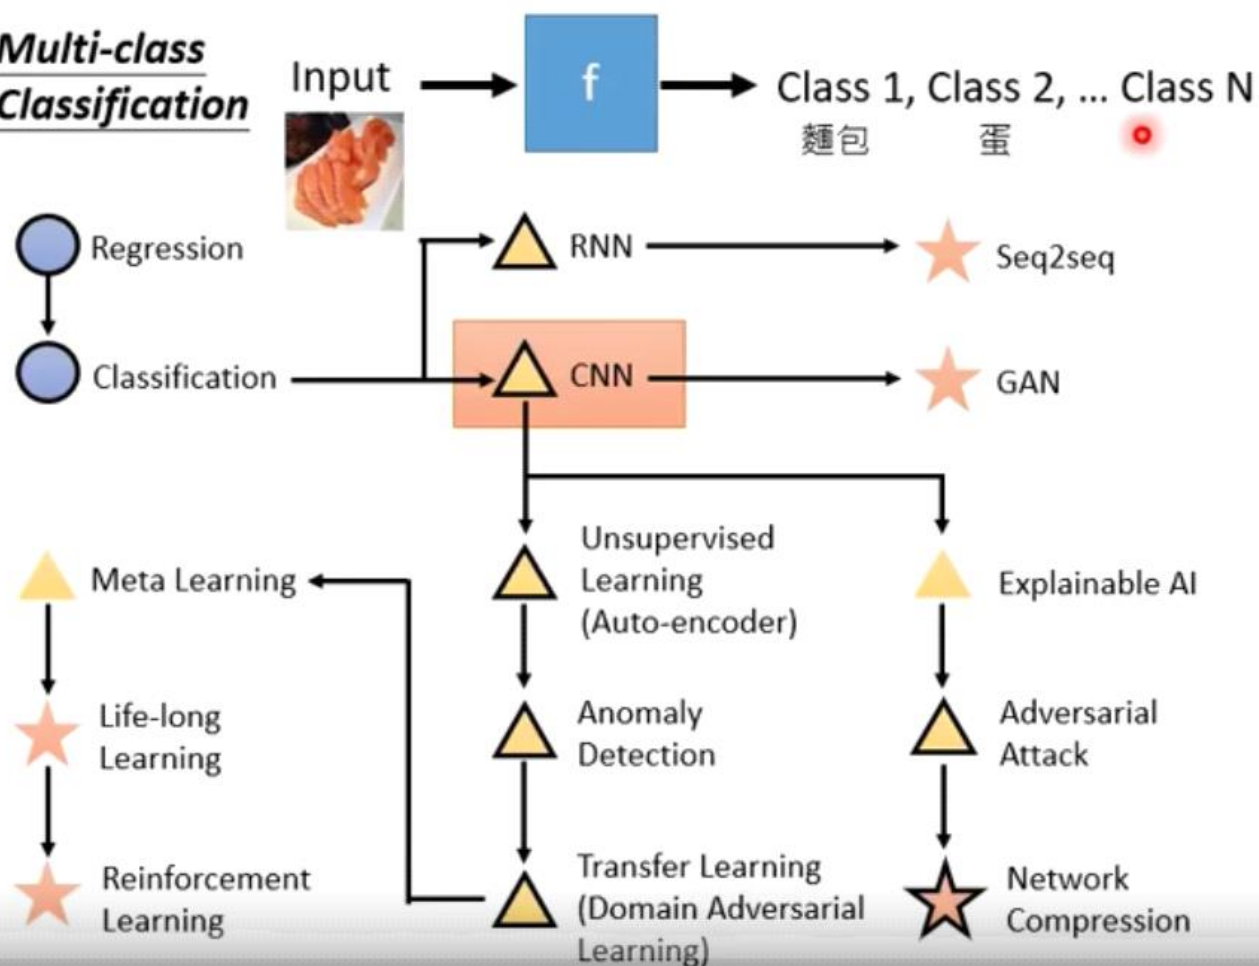 Multi-class
Classification
Input
f
Class 1, Class 2, ... Class N
麵包
蛋
Regression
RNN
Seq2seq
Classification
CNN
GAN
Meta Learning
Unsupervised
Learning
(Auto-encoder)
Explainable AI
Life-long
Learning
Anomaly
Detection
Adversarial
Attack
Reinforcement
Learning
Transfer Learning
(Domain Adversarial
Learning)
Network
Compression